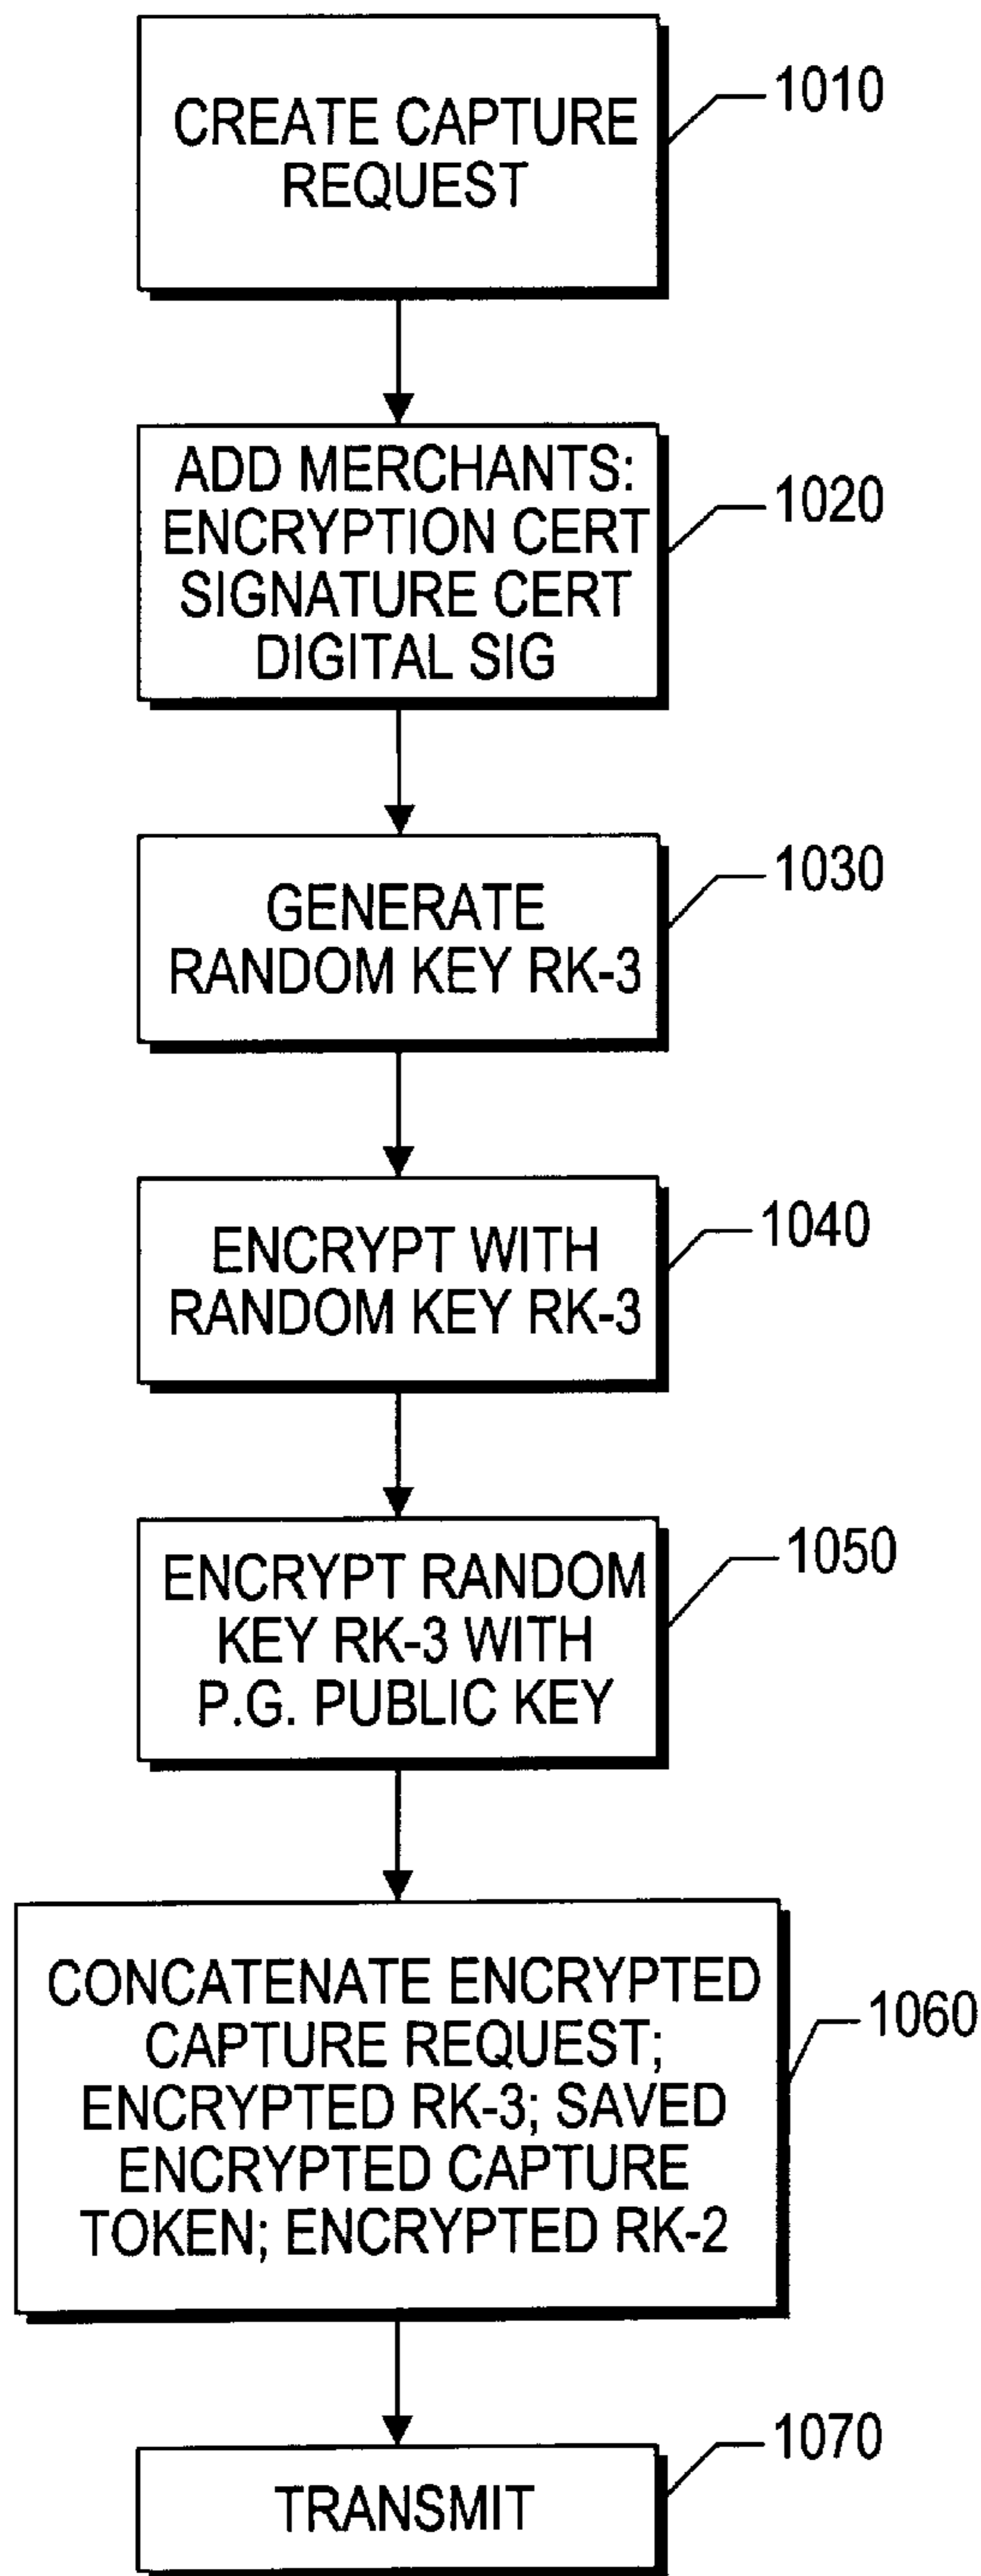 CREATE CAPTURE
REQUEST
1010
ADD MERCHANTS:
ENCRYPTION CERT
SIGNATURE CERT
DIGITAL SIG
1020
GENERATE
RANDOM KEY RK-3
1030
ENCRYPT WITH
RANDOM KEY RK-3
1040
ENCRYPT RANDOM
KEY RK-3 WITH
P.G. PUBLIC KEY
1050
CONCATENATE ENCRYPTED
CAPTURE REQUEST;
ENCRYPTED RK-3; SAVED
ENCRYPTED CAPTURE
TOKEN; ENCRYPTED RK-2
1060
TRANSMIT
1070